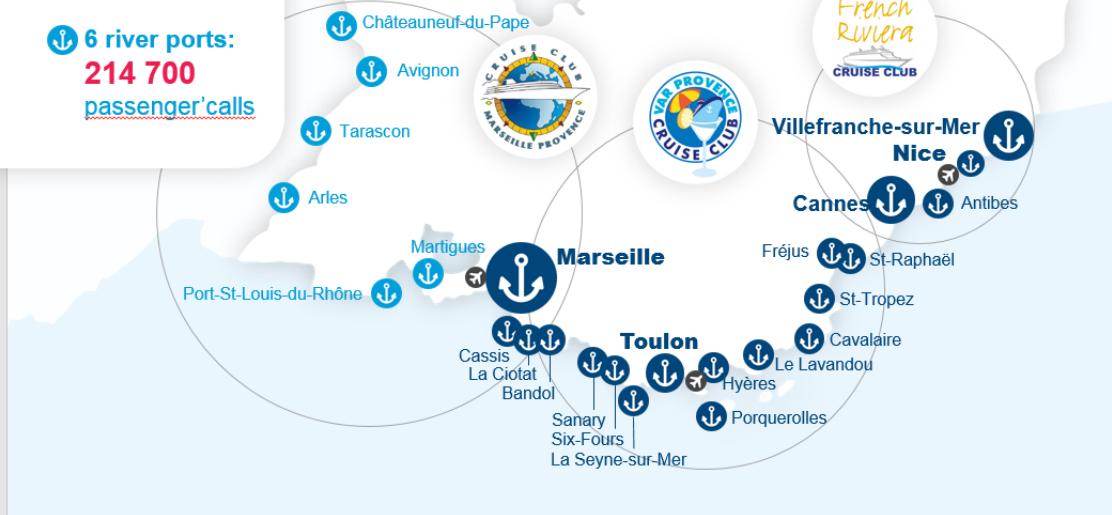 6 river ports:
214 700
passenger'calls
Châteauneuf-du-Pape
Avignon
Tarascon
Arles
Martigues
Port-St-Louis-du-Rhône
CRUISE CLUB
MARSEILLE PROVENCE
VAR PROVENCE
CRUISE CLUB
French
Riviera
CRUISE CLUB
Villefranche-sur-Mer
Nice
Cannes
Antibes
Fréjus
St-Raphaël
St-Tropez
Cavalaire
Le Lavandou
Marseille
Toulon
Hyères
Porquerolles
Cassis
La Ciotat
Bandol
Sanary
Six-Fours
La Seyne-sur-Mer